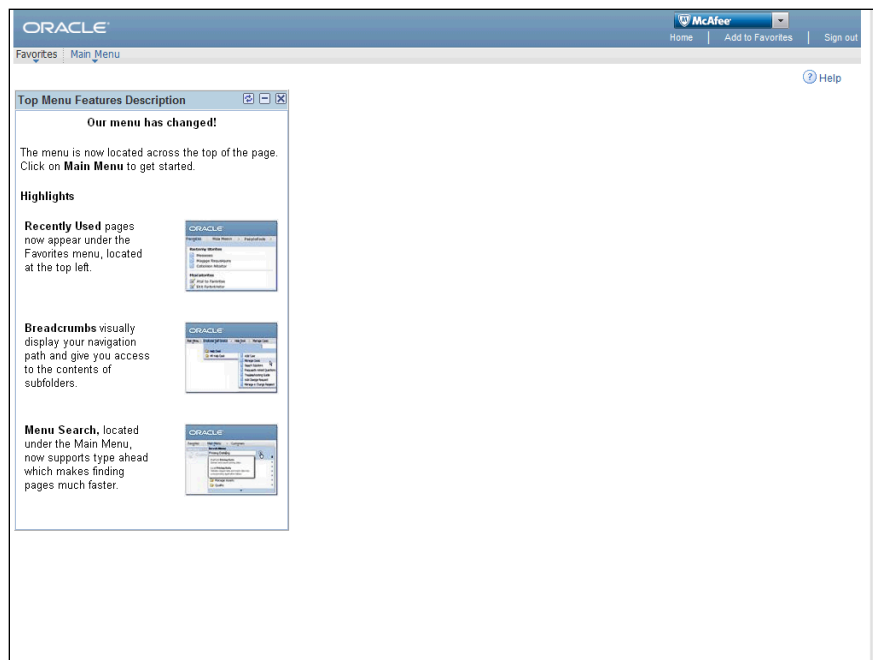 ORACLE
McAfee
Home Add to Favorites Sign out
Favorites Main Menu
Help
Top Menu Features Description
Our menu has changed!
The menu is now located across the top of the page.
Click on Main Menu to get started.
Highlights
Recently Used pages
now appear under the
Favorites menu, located
at the top left.
ORACLE
Breadcrumbs visually
display your navigation
path and give you access
to the contents of
subfolders.
ORACLE
Menu Search, located
under the Main Menu,
now supports type ahead
which makes finding
pages much faster.
ORACLE